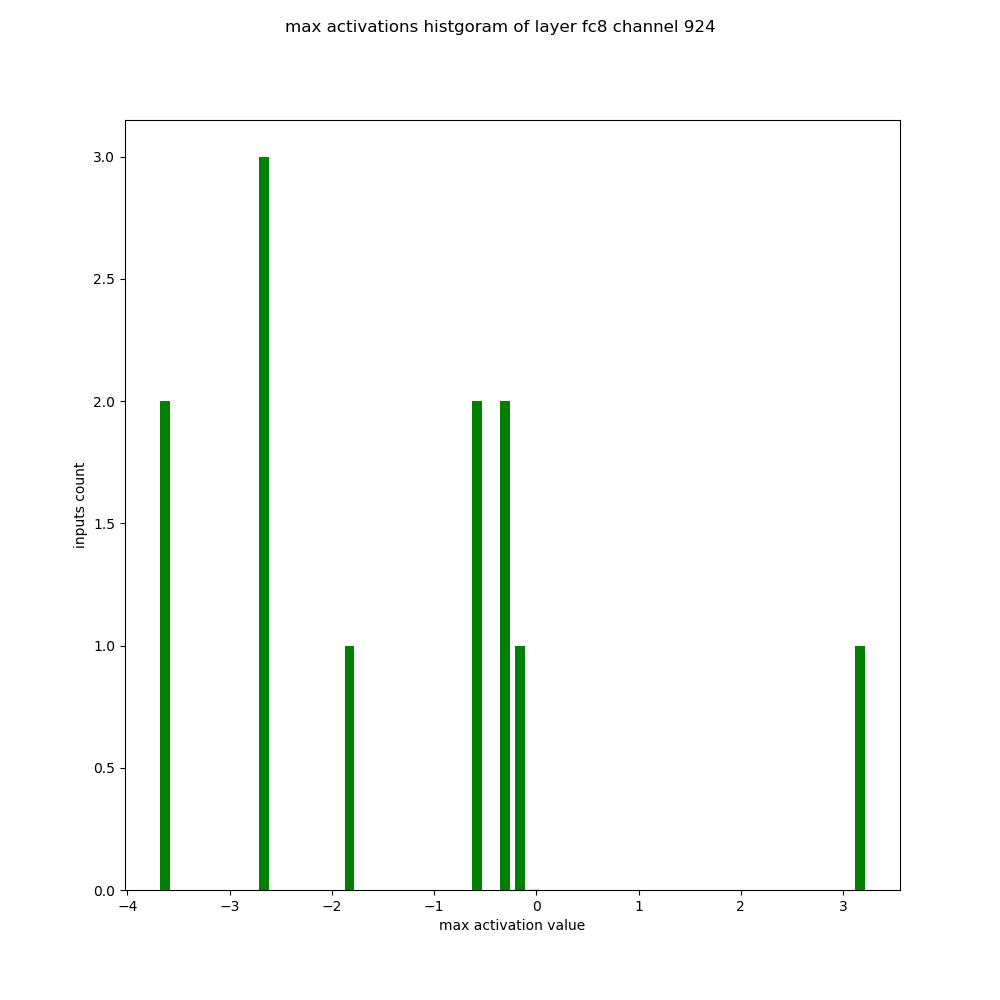 max activations histgoram of layer fc8 channel 924
3.0
2.5
2.0
1.5
1.0
0.5
0.0
inputs count
−4 −3 −2 −1 0 1 2 3
max activation value